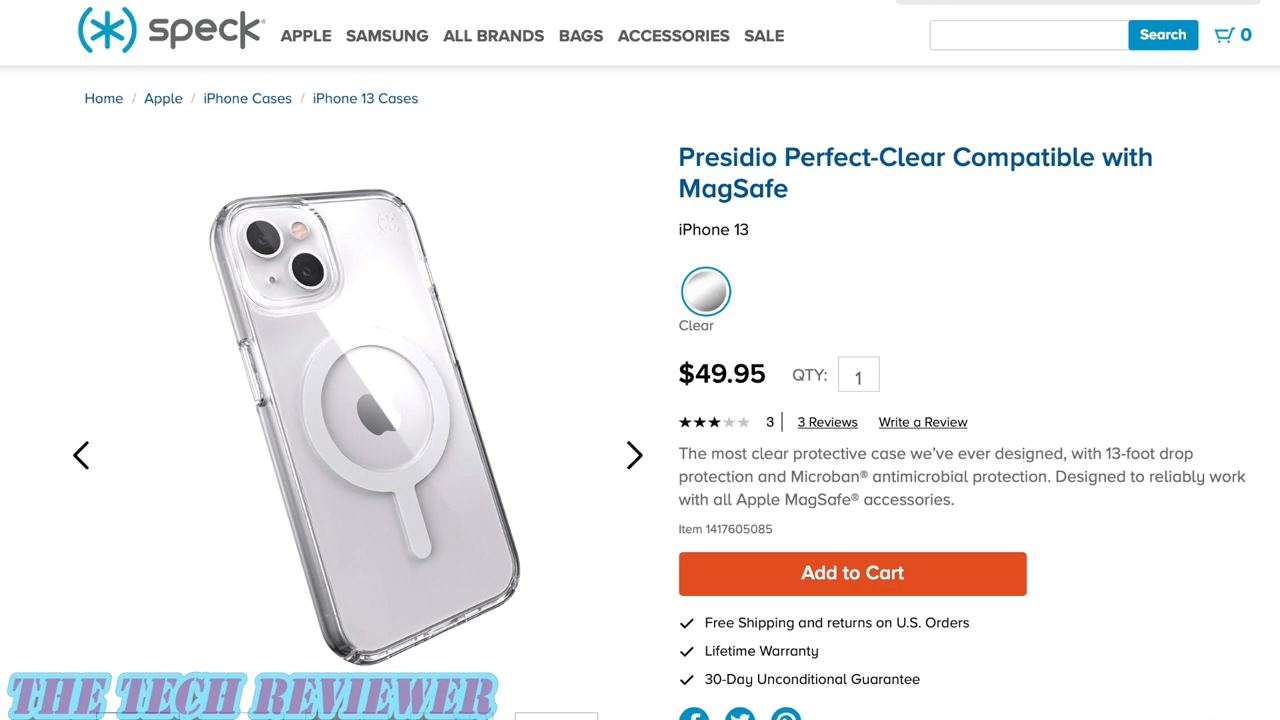 speck®
APPLE SAMSUNG ALL BRANDS BAGS ACCESSORIES SALE
Search
0
Home / Apple / iPhone Cases / iPhone 13 Cases
Presidio Perfect-Clear Compatible with
MagSafe
iPhone 13
Clear
$49.95 QTY: 1
3 | 3 Reviews Write a Review
The most clear protective case we’ve ever designed, with 13-foot drop
protection and Microban® antimicrobial protection. Designed to reliably work
with all Apple MagSafe® accessories.
Item 1417605085
Add to Cart
Free Shipping and returns on U.S. Orders
Lifetime Warranty
30-Day Unconditional Guarantee
THE TECH REVIEWER